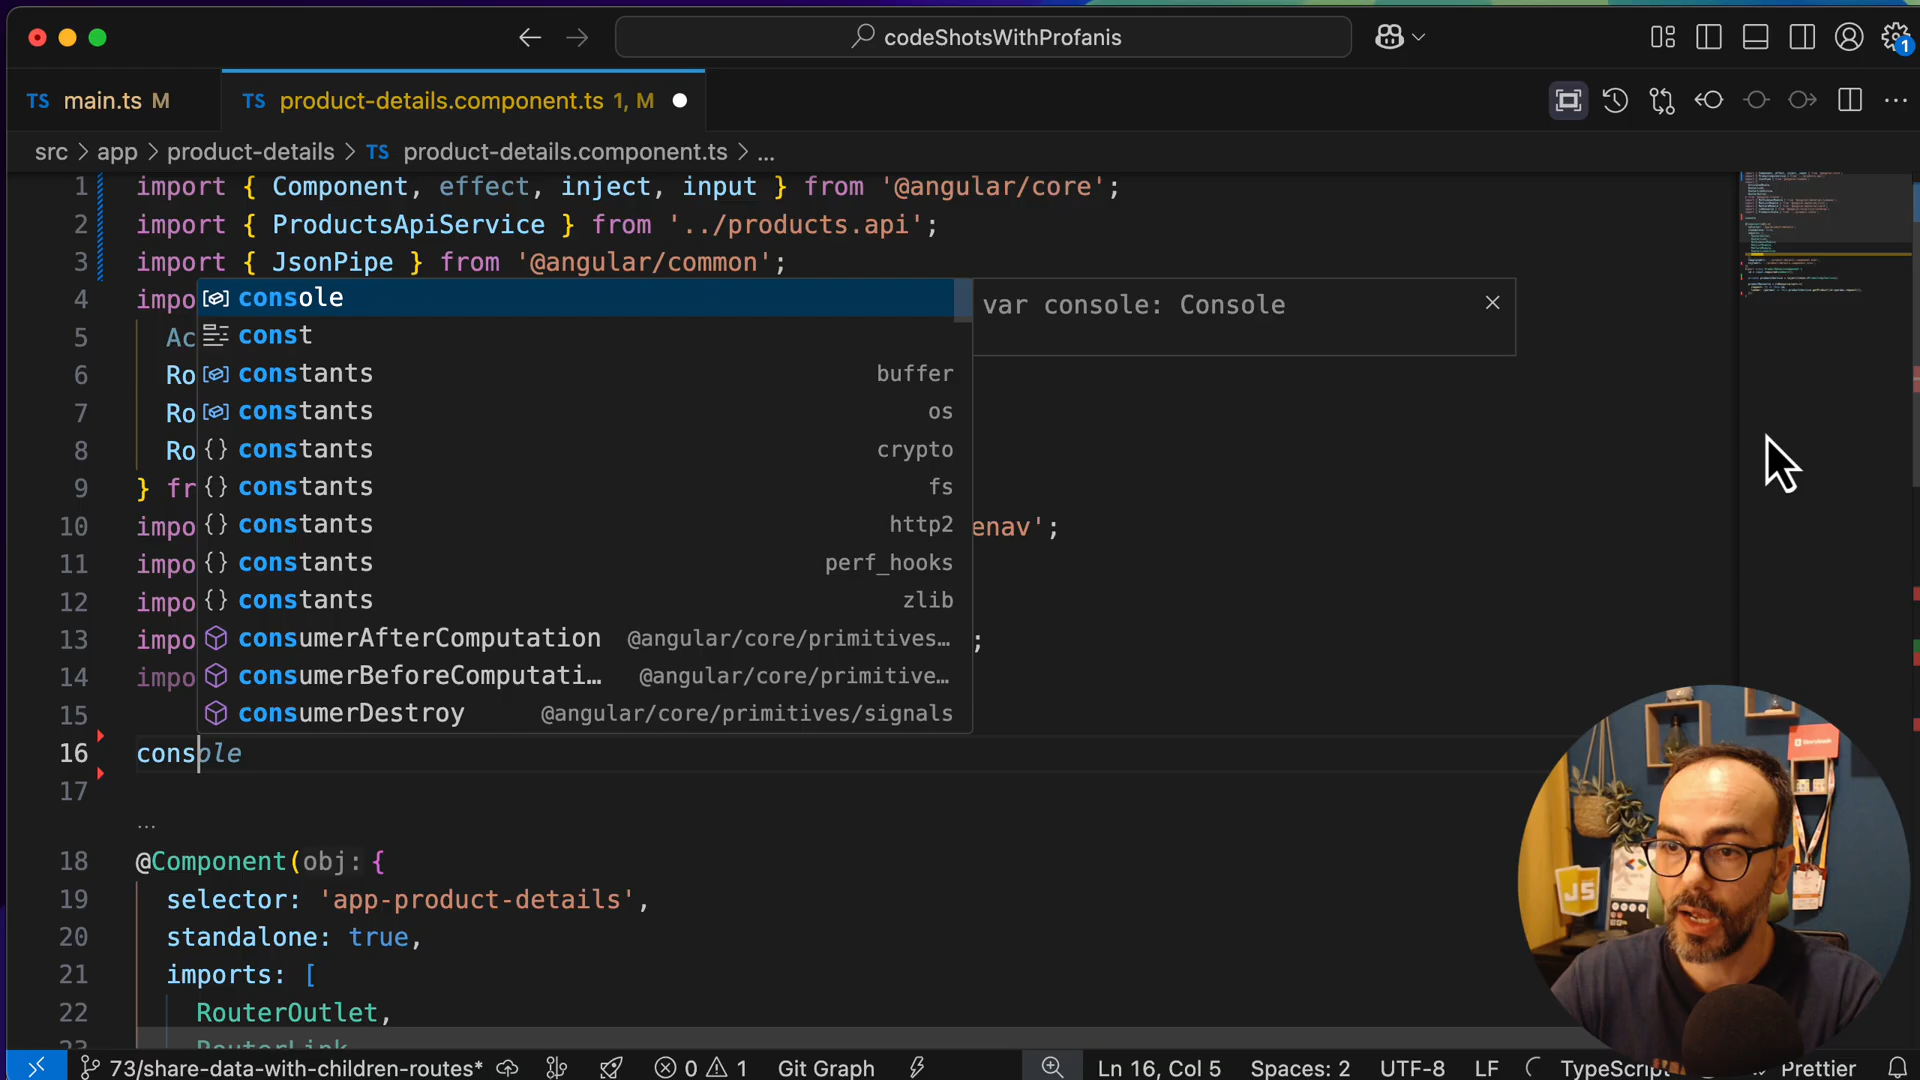 codeShotsWithProfanis
1
TS main.ts M
TS product-details.component.ts 1, M
src > app > product-details > TS product-details.component.ts > ...
1 import { Component, effect, inject, input } from '@angular/core';
2 import { ProductsApiService } from '../products.api';
3 import { JsonPipe } from '@angular/common';
4 impo
console
var console: Console
5 Ac
const
6 Ro
constants buffer
7 Ro
constants os
8 Ro
constants crypto
9 } fr
constants fs
10 impo
constants http2
enav';
11 impo
constants perf_hooks
12 impo
constants zlib
13 impo
consumerAfterComputation @angular/core/primitives…
;
14 impo
consumerBeforeComputati… @angular/core/primitive…
15
consumerDestroy @angular/core/primitives/signals
16 console
17
...
18 @Component(obj: {
19 selector: 'app-product-details',
20 standalone: true,
21 imports: [
22 RouterOutlet,
23 RouterLink
JS
73/share-data-with-children-routes* 0 1 Git Graph Ln 16, Col 5 Spaces: 2 UTF-8 LF TypeScript Prettier